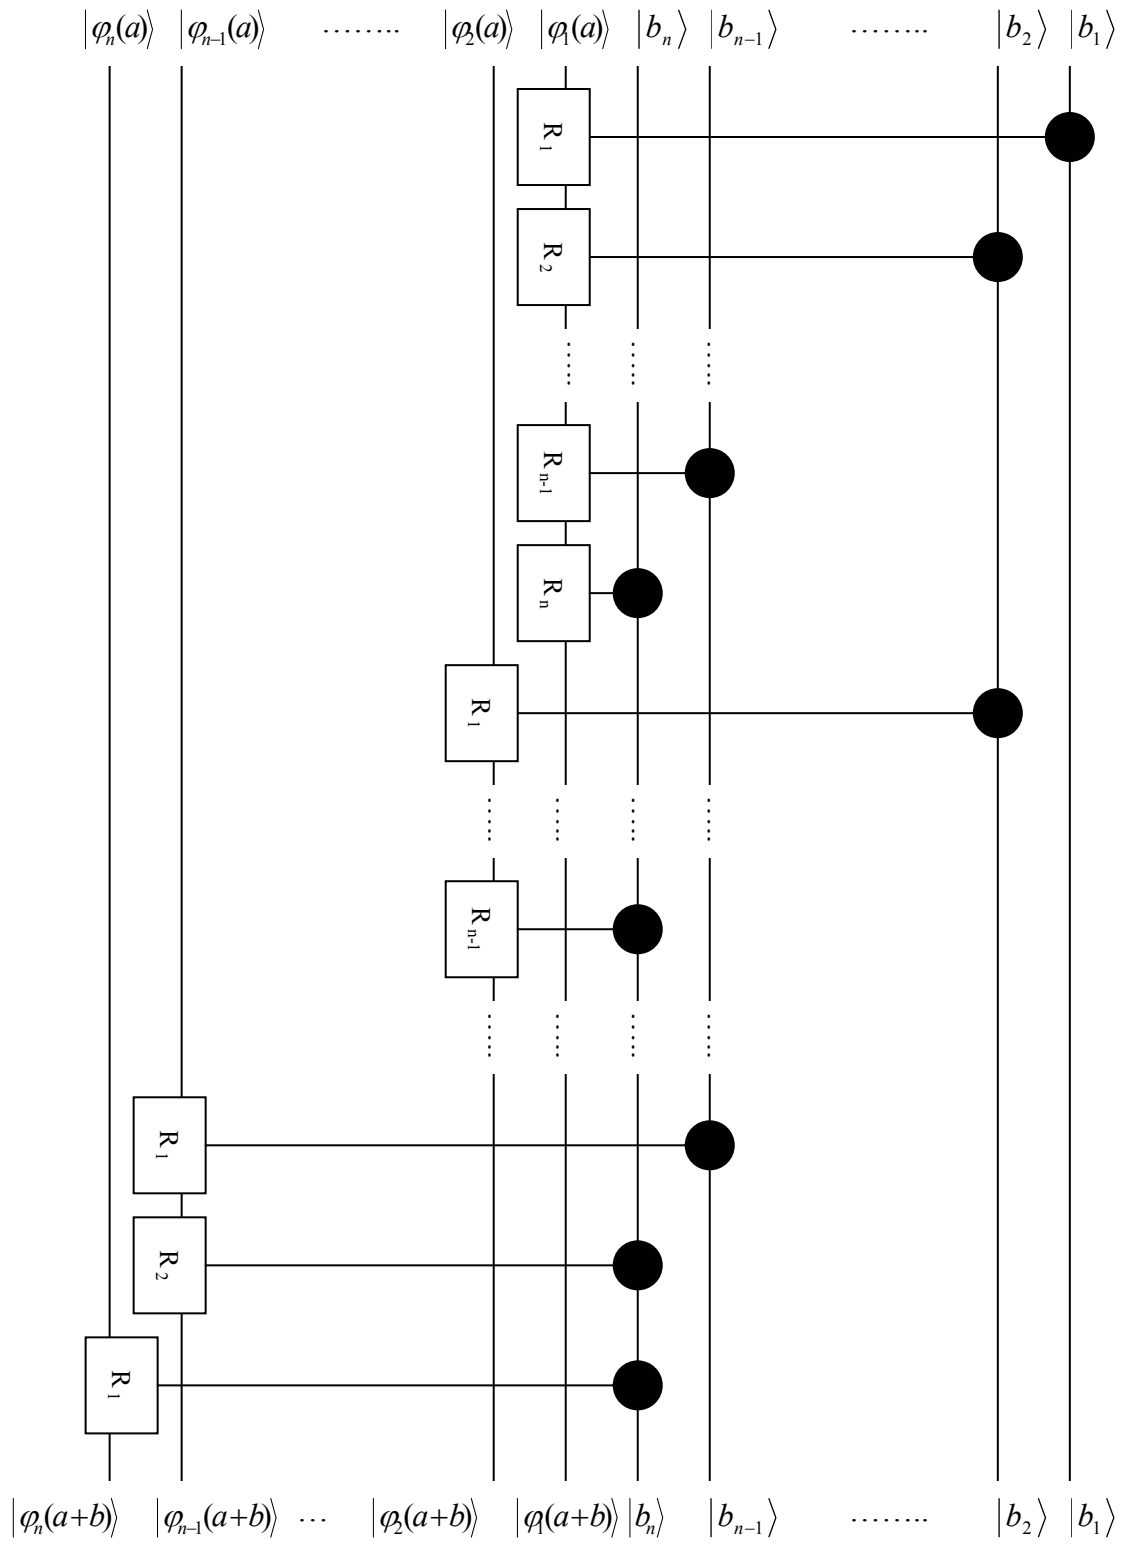 |φn(a)⟩ |φn−1(a)⟩ ........ |φ2(a)⟩ |φ1(a)⟩ |bn⟩ |bn−1⟩ ........ |b2⟩ |b1⟩
R1
R2
Rn-1
Rn
R1
Rn-1
R1
R2
R1
|φn(a+b)⟩ |φn−1(a+b)⟩ ... |φ2(a+b)⟩ |φ1(a+b)⟩ |bn⟩ |bn−1⟩ ........ |b2⟩ |b1⟩